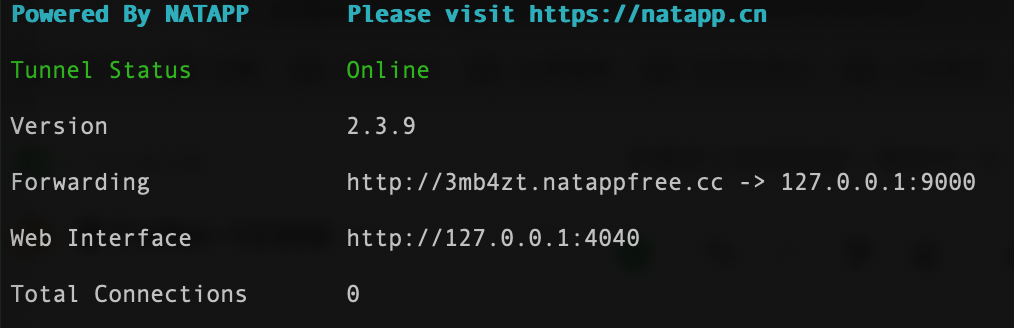 Powered By NATAPP Please visit https://natapp.cn
Tunnel Status Online
Version 2.3.9
Forwarding http://3mb4zt.natappfree.cc -> 127.0.0.1:9000
Web Interface http://127.0.0.1:4040
Total Connections 0